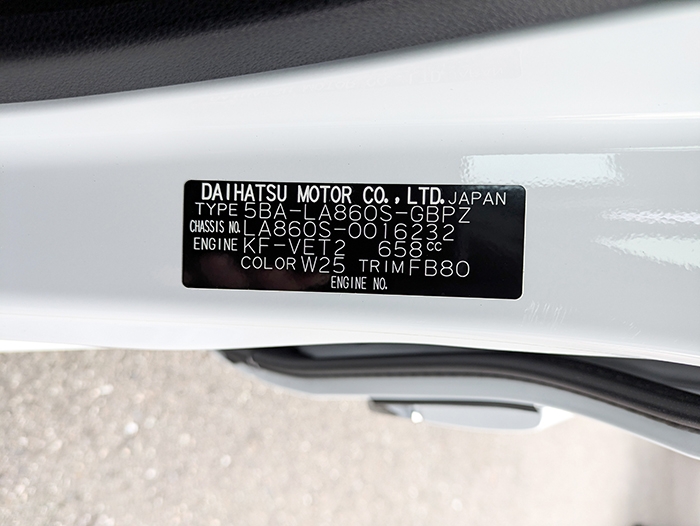 DAIHATSU MOTOR CO., LTD. JAPAN
TYPE 5BA-LA860S-GBPZ
CHASSIS NO. LA860S-0016232
ENGINE KF-VET2 658cc
COLOR W25 TRIM FB80
ENGINE NO.